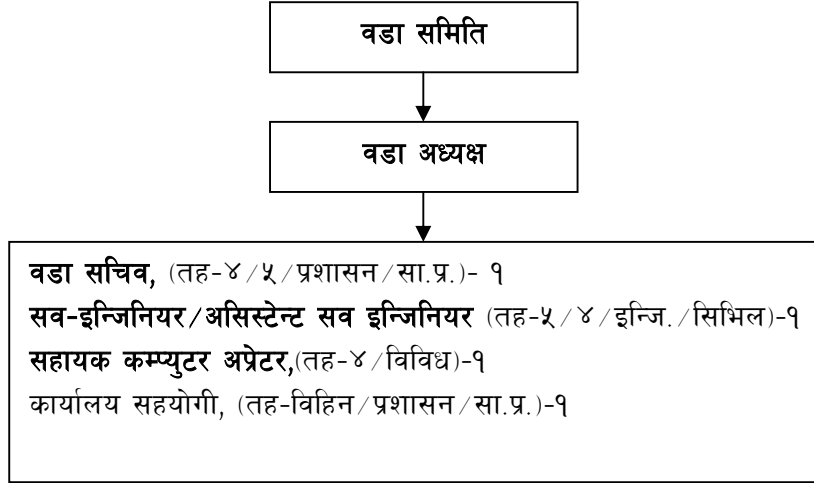 वडा समिति
वडा अध्यक्ष
वडा सचिव, (तह-४/५/प्रशासन/सा.प्र.)- १
सव-इन्जिनियर/असिस्टेन्ट सव इन्जिनियर (तह-५/४/इन्जि./सिभिल)-१
सहायक कम्प्युटर अप्रेटर,(तह-४/विविध)-१
कार्यालय सहयोगी, (तह-विहिन/प्रशासन/सा.प्र.)-१